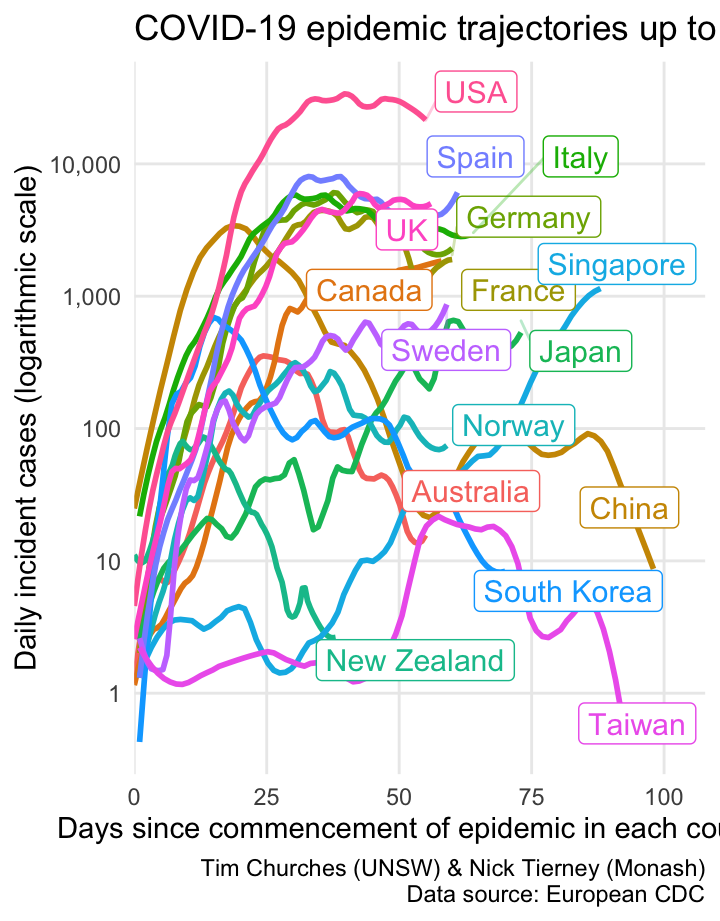 COVID-19 epidemic trajectories up to
Daily incident cases (logarithmic scale)
10,000
1,000
100
10
1
USA
Spain
Italy
UK
Germany
Singapore
Canada
France
Sweden
Japan
Norway
Australia
China
South Korea
New Zealand
Taiwan
0 25 50 75 100
Days since commencement of epidemic in each cou
Tim Churches (UNSW) & Nick Tierney (Monash)
Data source: European CDC